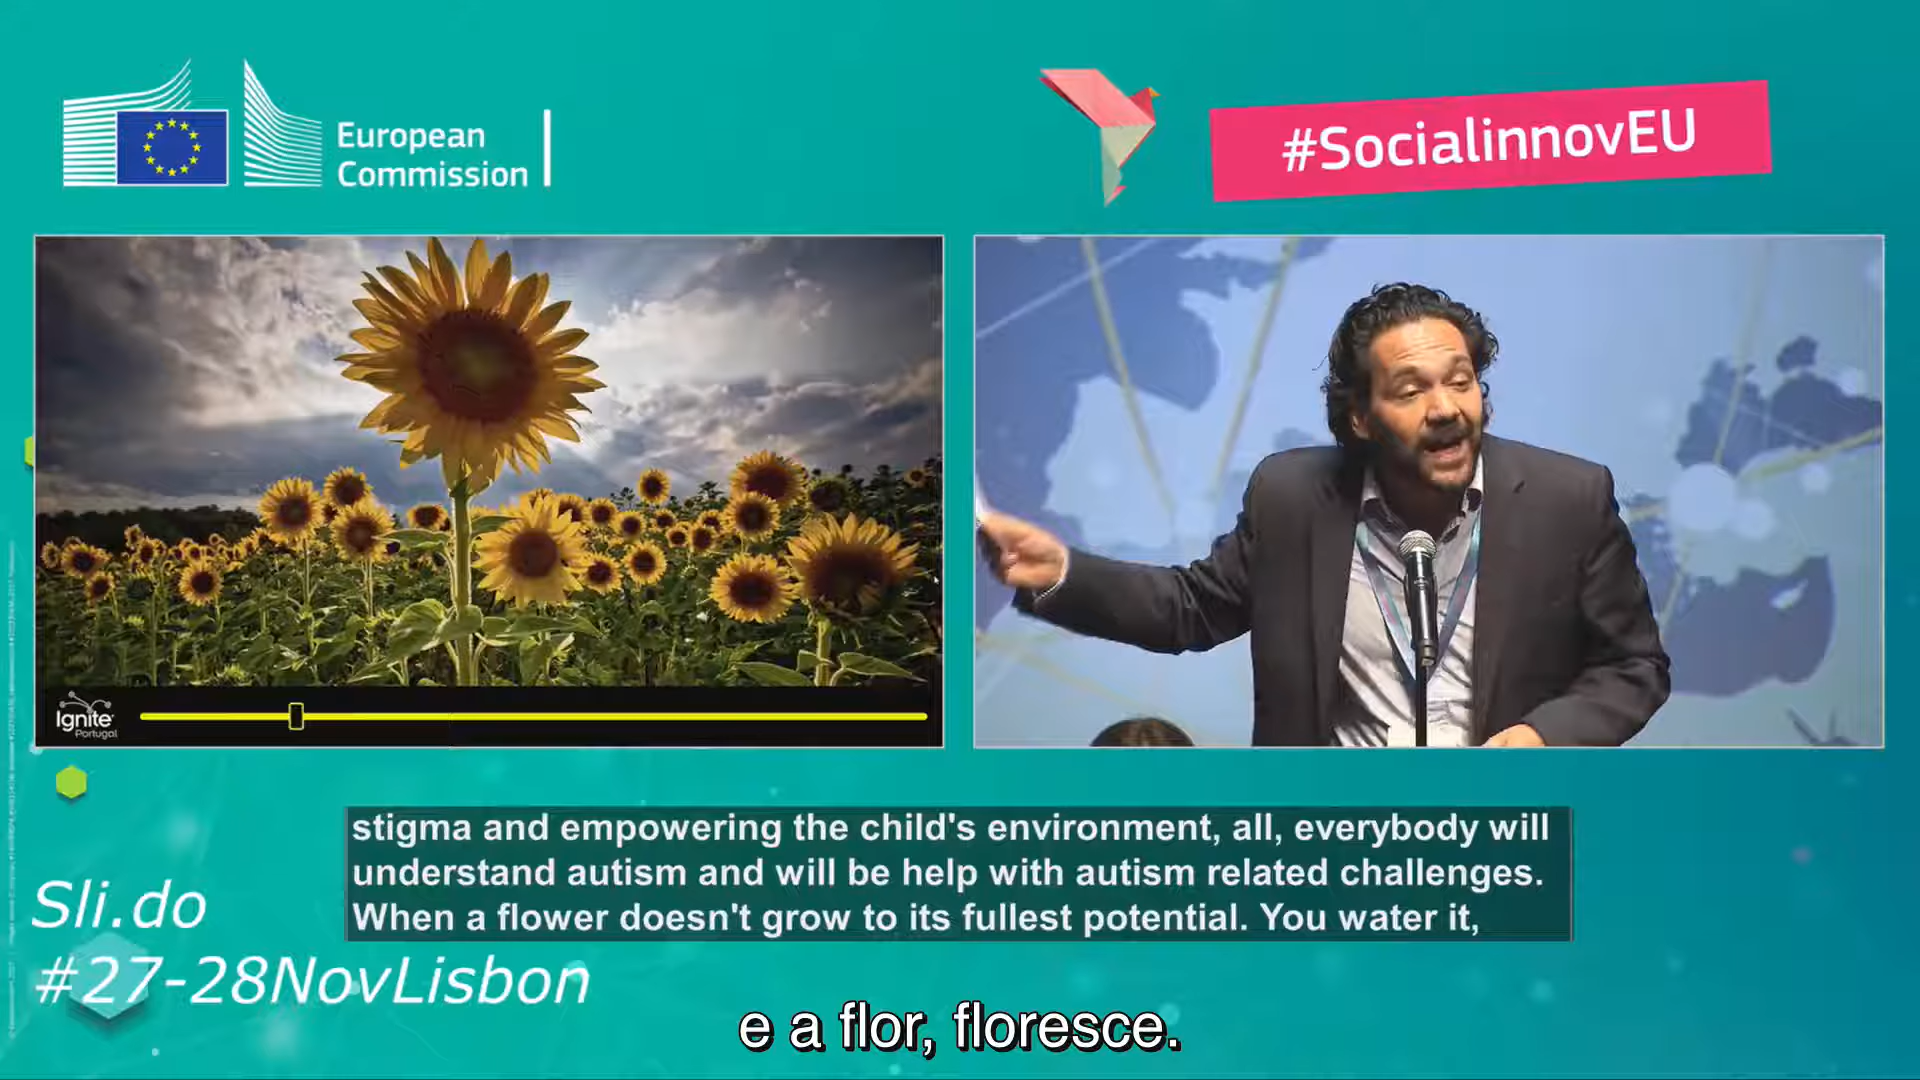 European
Commission
#SocialinnovEU
Ignite
Portugal
stigma and empowering the child's environment, all, everybody will
understand autism and will be help with autism related challenges.
When a flower doesn't grow to its fullest potential. You water it,
Sli.do
#27-28NovLisbon
e a flor, floresce.